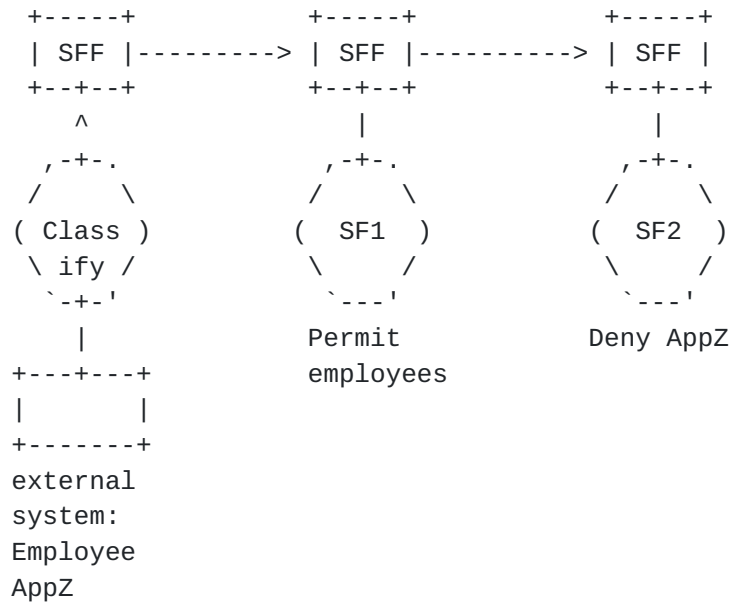 +-----+           +-----+            +-----+
| SFF |---------> | SFF |----------> | SFF |
+--+--+           +--+--+            +--+--+
^                  |                  |
,-+-.              ,-+-.              ,-+-.
/     \            /     \            /     \
( Class )         (  SF1  )          (  SF2  )
\ ify /            \     /            \     /
`-+-'              `---'              `---'
|              Permit            Deny AppZ
+---+---+          employees
|       |
+-------+
external
system:
Employee
AppZ